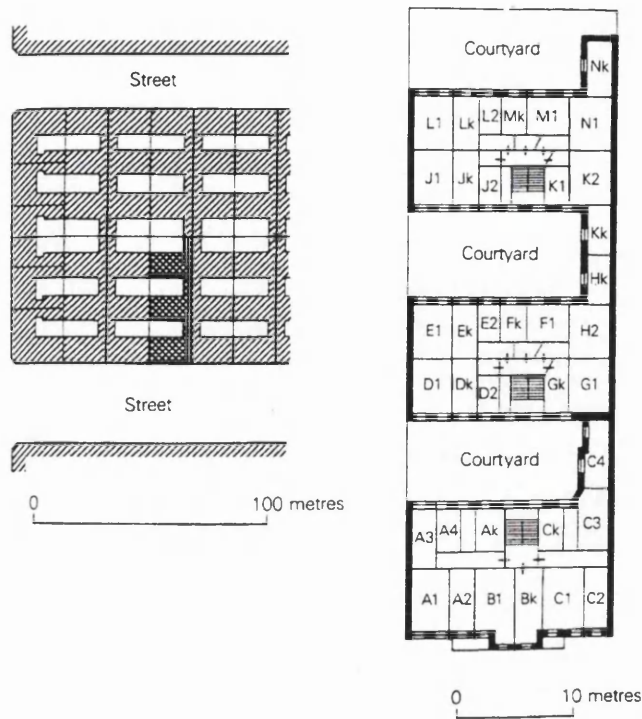 Street
Street
0 100 metres
Courtyard
Nk
L1 Lk L2 Mk M1 N1
J1 Jk J2 K1 K2
Courtyard
Kk
Hk
E1 Ek E2 Fk F1 H2
D1 Dk D2 Gk G1
Courtyard
C4
A3 A4 Ak Ck C3
A1 A2 B1 Bk C1 C2
0 10 metres